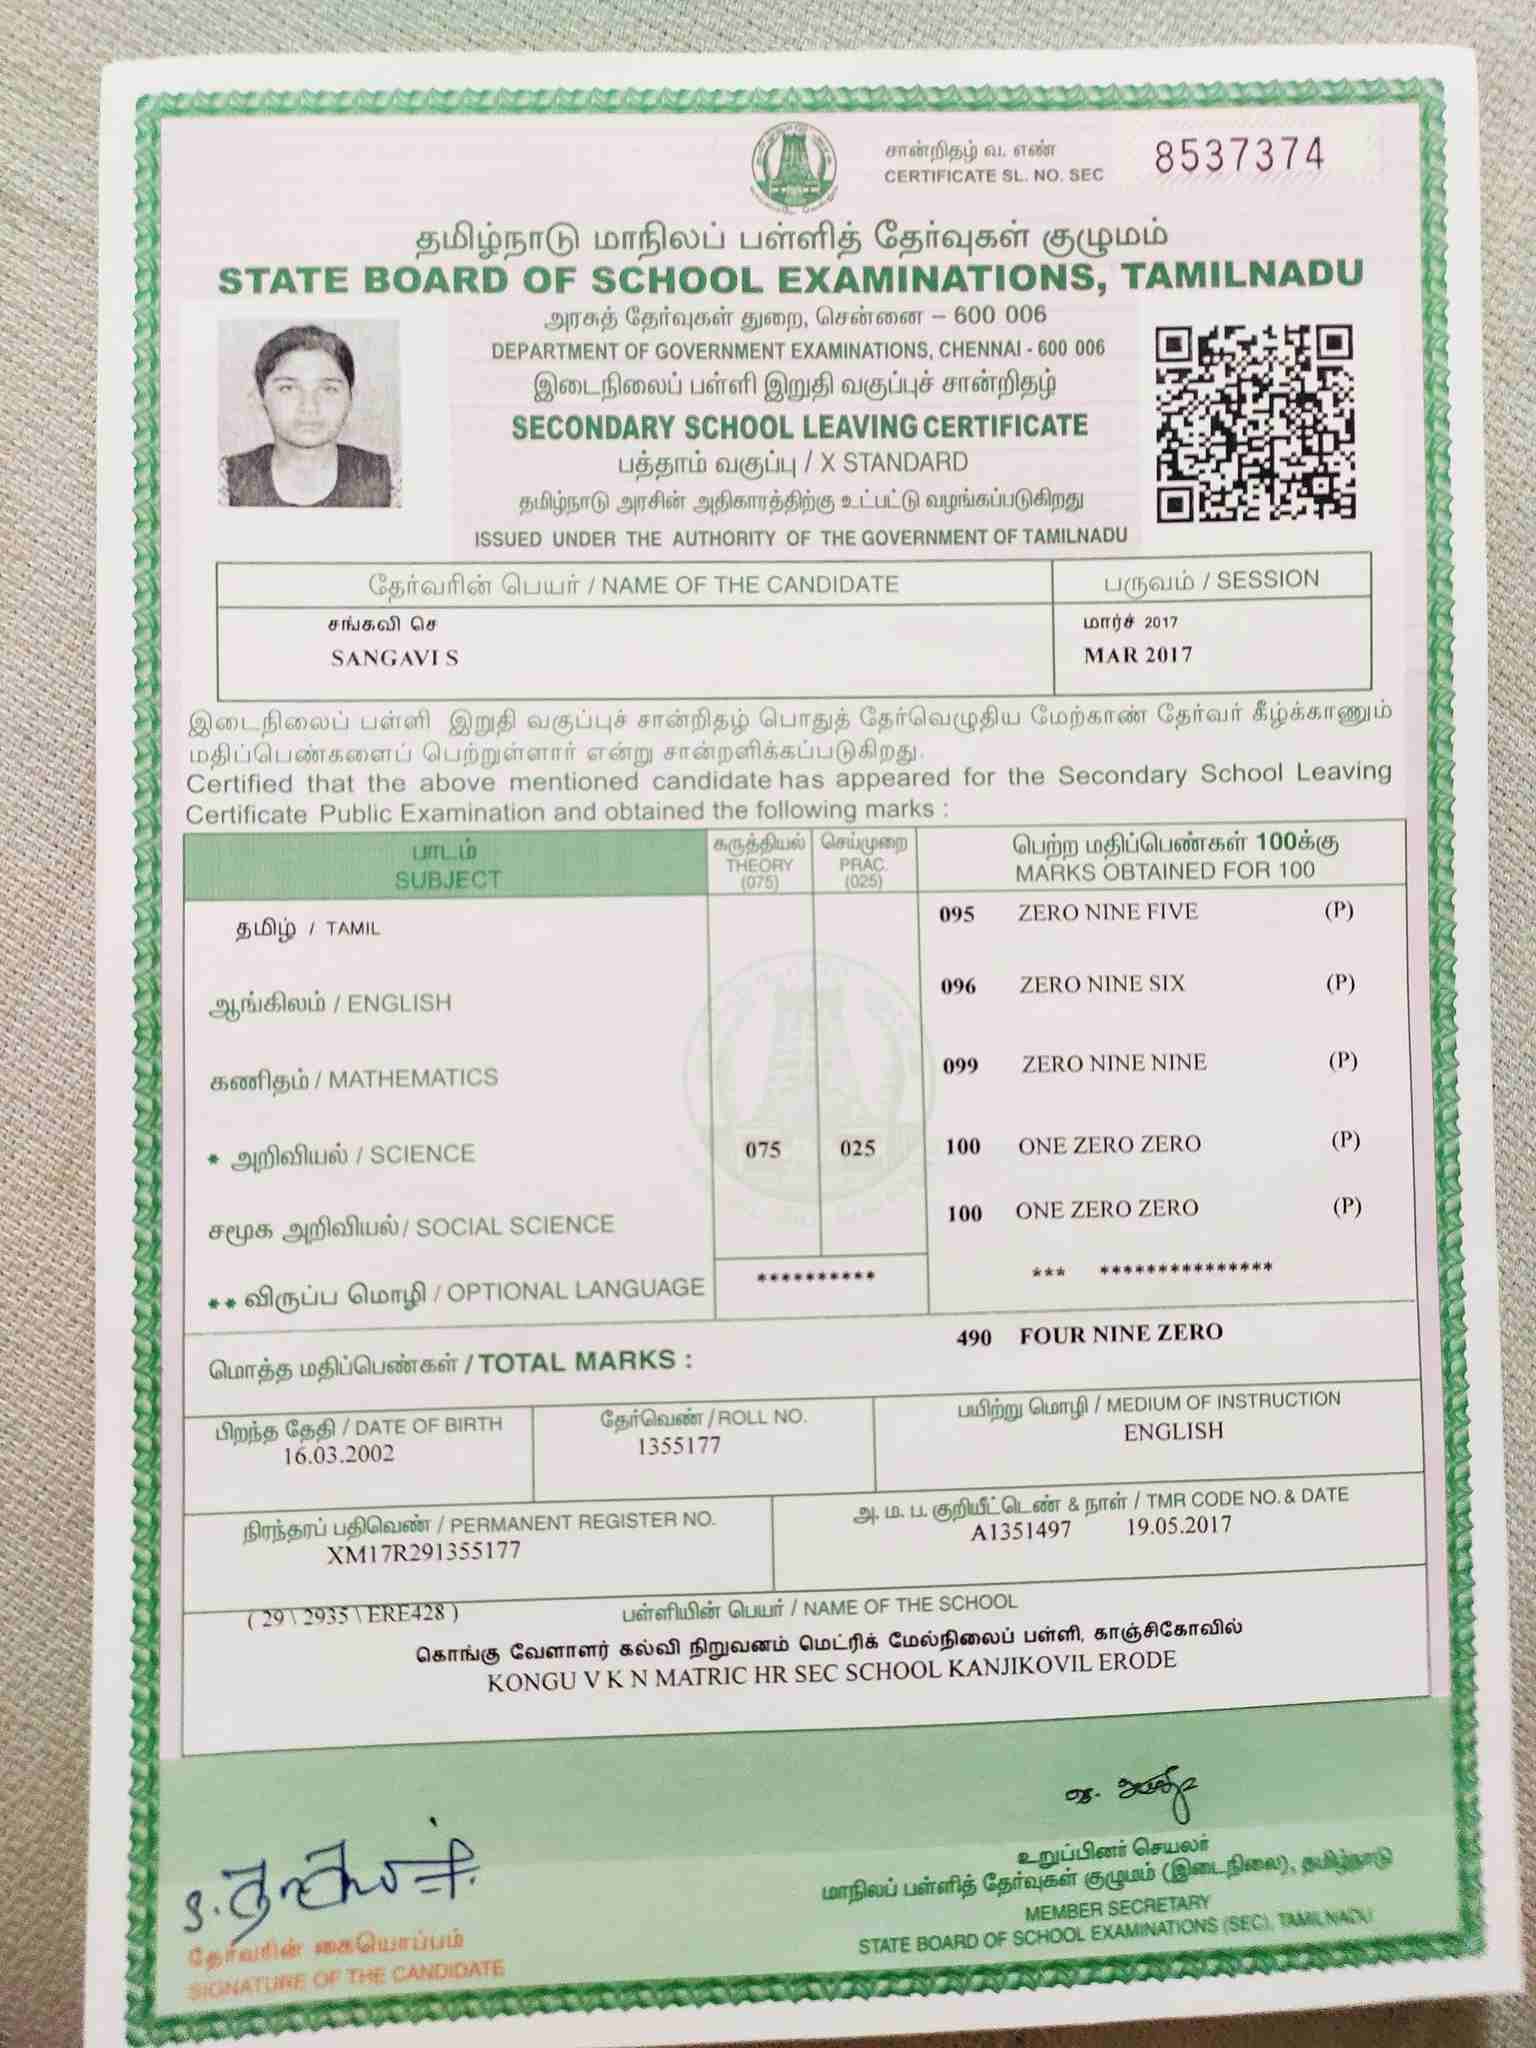 சான்றிதழ் வ. எண்
CERTIFICATE SL. NO. SEC 8537374
தமிழ்நாடு மாநிலப் பள்ளித் தேர்வுகள் குழுமம்
STATE BOARD OF SCHOOL EXAMINATIONS, TAMILNADU
அரசுத் தேர்வுகள் துறை, சென்னை – 600 006
DEPARTMENT OF GOVERNMENT EXAMINATIONS, CHENNAI - 600 006
இடைநிலைப் பள்ளி இறுதி வகுப்புச் சான்றிதழ்
SECONDARY SCHOOL LEAVING CERTIFICATE
பத்தாம் வகுப்பு / X STANDARD
தமிழ்நாடு அரசின் அதிகாரத்திற்கு உட்பட்டு வழங்கப்படுகிறது
ISSUED UNDER THE AUTHORITY OF THE GOVERNMENT OF TAMILNADU
தேர்வரின் பெயர் / NAME OF THE CANDIDATE பருவம் / SESSION
சங்கவி செ மார்ச் 2017
SANGAVI S MAR 2017
இடைநிலைப் பள்ளி இறுதி வகுப்புச் சான்றிதழ் பொதுத் தேர்வெழுதிய மேற்காண் தேர்வர் கீழ்க்காணும்
மதிப்பெண்களைப் பெற்றுள்ளார் என்று சான்றளிக்கப்படுகிறது.
Certified that the above mentioned candidate has appeared for the Secondary School Leaving
Certificate Public Examination and obtained the following marks :
பாடம் கருத்தியல் செய்முறை பெற்ற மதிப்பெண்கள் 100க்கு
SUBJECT THEORY PRAC. MARKS OBTAINED FOR 100
(075) (025)
தமிழ் / TAMIL 095 ZERO NINE FIVE (P)
ஆங்கிலம் / ENGLISH 096 ZERO NINE SIX (P)
கணிதம் / MATHEMATICS 099 ZERO NINE NINE (P)
* அறிவியல் / SCIENCE 075 025 100 ONE ZERO ZERO (P)
சமூக அறிவியல் / SOCIAL SCIENCE 100 ONE ZERO ZERO (P)
** விருப்ப மொழி / OPTIONAL LANGUAGE ********** *** ***************
மொத்த மதிப்பெண்கள் / TOTAL MARKS : 490 FOUR NINE ZERO
பிறந்த தேதி / DATE OF BIRTH தேர்வெண் / ROLL NO. பயிற்று மொழி / MEDIUM OF INSTRUCTION
16.03.2002 1355177 ENGLISH
நிரந்தரப் பதிவெண் / PERMANENT REGISTER NO. அ. ம. ப. குறியீட்டெண் & நாள் / TMR CODE NO. & DATE
XM17R291355177 A1351497 19.05.2017
( 29 \ 2935 \ ERE428 ) பள்ளியின் பெயர் / NAME OF THE SCHOOL
கொங்கு வேளாளர் கல்வி நிறுவனம் மெட்ரிக் மேல்நிலைப் பள்ளி, காஞ்சிகோவில்
KONGU V K N MATRIC HR SEC SCHOOL KANJIKOVIL ERODE
தேர்வரின் கையொப்பம்
SIGNATURE OF THE CANDIDATE
உறுப்பினர் செயலர்
மாநிலப் பள்ளித் தேர்வுகள் குழுமம் (இடைநிலை), தமிழ்நாடு
MEMBER SECRETARY
STATE BOARD OF SCHOOL EXAMINATIONS (SEC), TAMILNADU